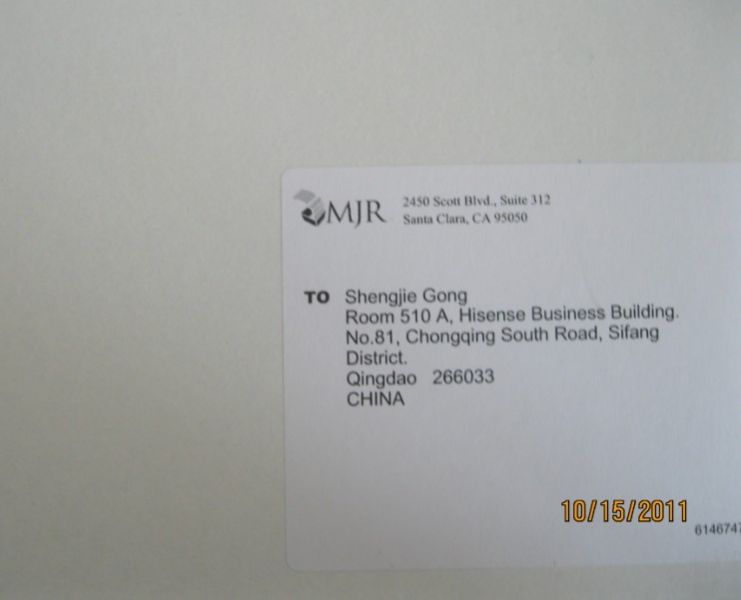 MJR
2450 Scott Blvd., Suite 312
Santa Clara, CA 95050
TO Shengjie Gong
Room 510 A, Hisense Business Building.
No.81, Chongqing South Road, Sifang
District.
Qingdao 266033
CHINA
10/15/2011
614674